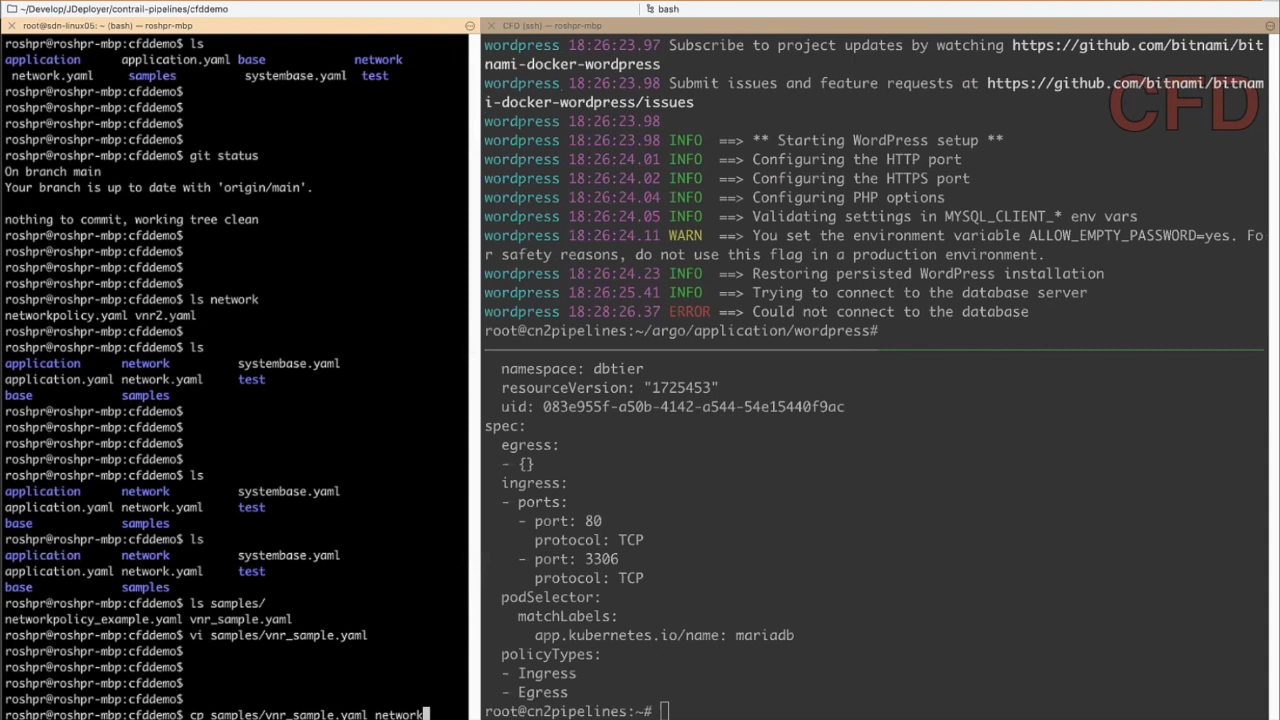 ~/Develop/JDeployer/contrail-pipelines/cfddemo
bash
root@sdn-linux05: ~ (bash) — roshpr-mbp
roshpr@roshpr-mbp:cfddemo$ ls
application application.yaml base network
network.yaml samples systembase.yaml test
roshpr@roshpr-mbp:cfddemo$
roshpr@roshpr-mbp:cfddemo$
roshpr@roshpr-mbp:cfddemo$
roshpr@roshpr-mbp:cfddemo$
roshpr@roshpr-mbp:cfddemo$ git status
On branch main
Your branch is up to date with 'origin/main'.
nothing to commit, working tree clean
roshpr@roshpr-mbp:cfddemo$
roshpr@roshpr-mbp:cfddemo$
roshpr@roshpr-mbp:cfddemo$
roshpr@roshpr-mbp:cfddemo$
roshpr@roshpr-mbp:cfddemo$ ls network
networkpolicy.yaml vnr2.yaml
roshpr@roshpr-mbp:cfddemo$
roshpr@roshpr-mbp:cfddemo$ ls
application network systembase.yaml
application.yaml network.yaml test
base samples
roshpr@roshpr-mbp:cfddemo$
roshpr@roshpr-mbp:cfddemo$
roshpr@roshpr-mbp:cfddemo$
roshpr@roshpr-mbp:cfddemo$
roshpr@roshpr-mbp:cfddemo$ ls
application network systembase.yaml
application.yaml network.yaml test
base samples
roshpr@roshpr-mbp:cfddemo$ ls
application network systembase.yaml
application.yaml network.yaml test
base samples
roshpr@roshpr-mbp:cfddemo$ ls samples/
networkpolicy_example.yaml vnr_sample.yaml
roshpr@roshpr-mbp:cfddemo$ vi samples/vnr_sample.yaml
roshpr@roshpr-mbp:cfddemo$
roshpr@roshpr-mbp:cfddemo$
roshpr@roshpr-mbp:cfddemo$
roshpr@roshpr-mbp:cfddemo$
roshpr@roshpr-mbp:cfddemo$ cp samples/vnr_sample.yaml network
CFD (ssh) — roshpr-mbp
wordpress 18:26:23.97 Subscribe to project updates by watching https://github.com/bitnami/bit
nami-docker-wordpress
wordpress 18:26:23.98 Submit issues and feature requests at https://github.com/bitnami/bitnam
i-docker-wordpress/issues
wordpress 18:26:23.98
wordpress 18:26:23.98 INFO ==> ** Starting WordPress setup **
wordpress 18:26:24.01 INFO ==> Configuring the HTTP port
wordpress 18:26:24.02 INFO ==> Configuring the HTTPS port
wordpress 18:26:24.04 INFO ==> Configuring PHP options
wordpress 18:26:24.05 INFO ==> Validating settings in MYSQL_CLIENT_* env vars
wordpress 18:26:24.11 WARN ==> You set the environment variable ALLOW_EMPTY_PASSWORD=yes. Fo
r safety reasons, do not use this flag in a production environment.
wordpress 18:26:24.23 INFO ==> Restoring persisted WordPress installation
wordpress 18:26:25.41 INFO ==> Trying to connect to the database server
wordpress 18:28:26.37 ERROR ==> Could not connect to the database
root@cn2pipelines:~/argo/application/wordpress#
CFD
namespace: dbtier
resourceVersion: "1725453"
uid: 083e955f-a50b-4142-a544-54e15440f9ac
spec:
egress:
- {}
ingress:
- ports:
- port: 80
protocol: TCP
- port: 3306
protocol: TCP
podSelector:
matchLabels:
app.kubernetes.io/name: mariadb
policyTypes:
- Ingress
- Egress
root@cn2pipelines:~#